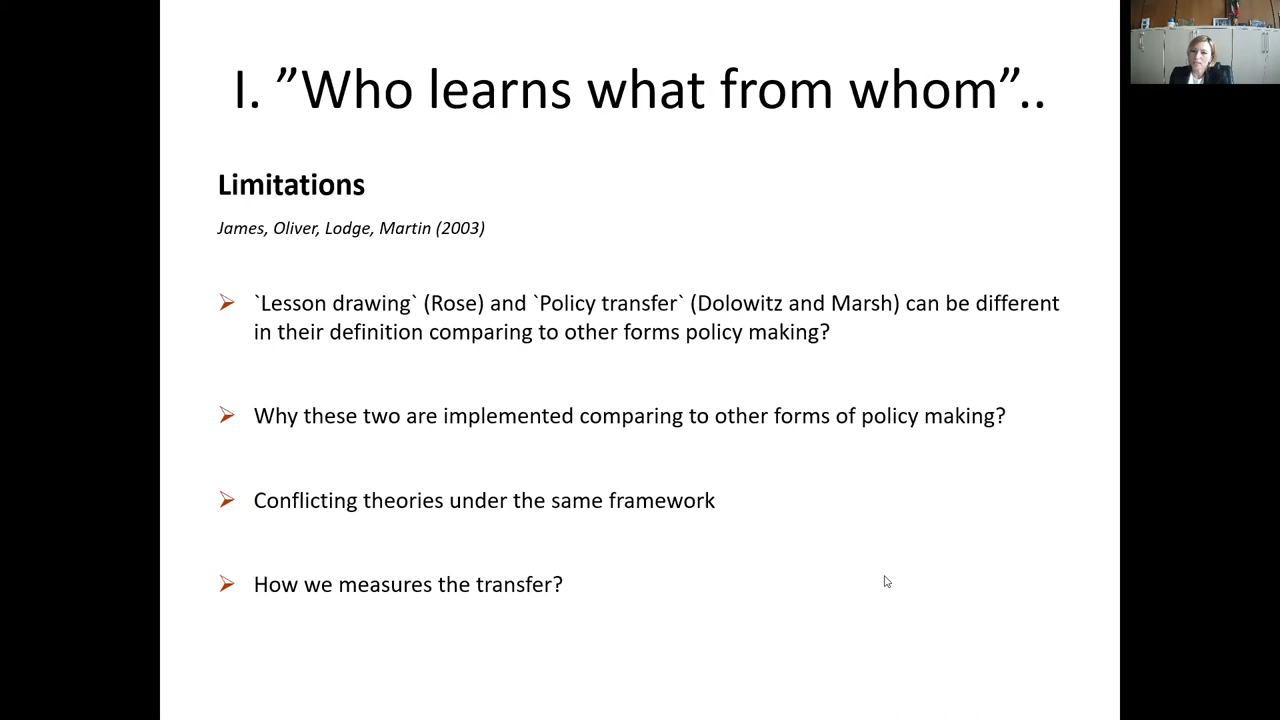 I. ”Who learns what from whom”..
Limitations
James, Oliver, Lodge, Martin (2003)
`Lesson drawing` (Rose) and `Policy transfer` (Dolowitz and Marsh) can be different
in their definition comparing to other forms policy making?
Why these two are implemented comparing to other forms of policy making?
Conflicting theories under the same framework
How we measures the transfer?